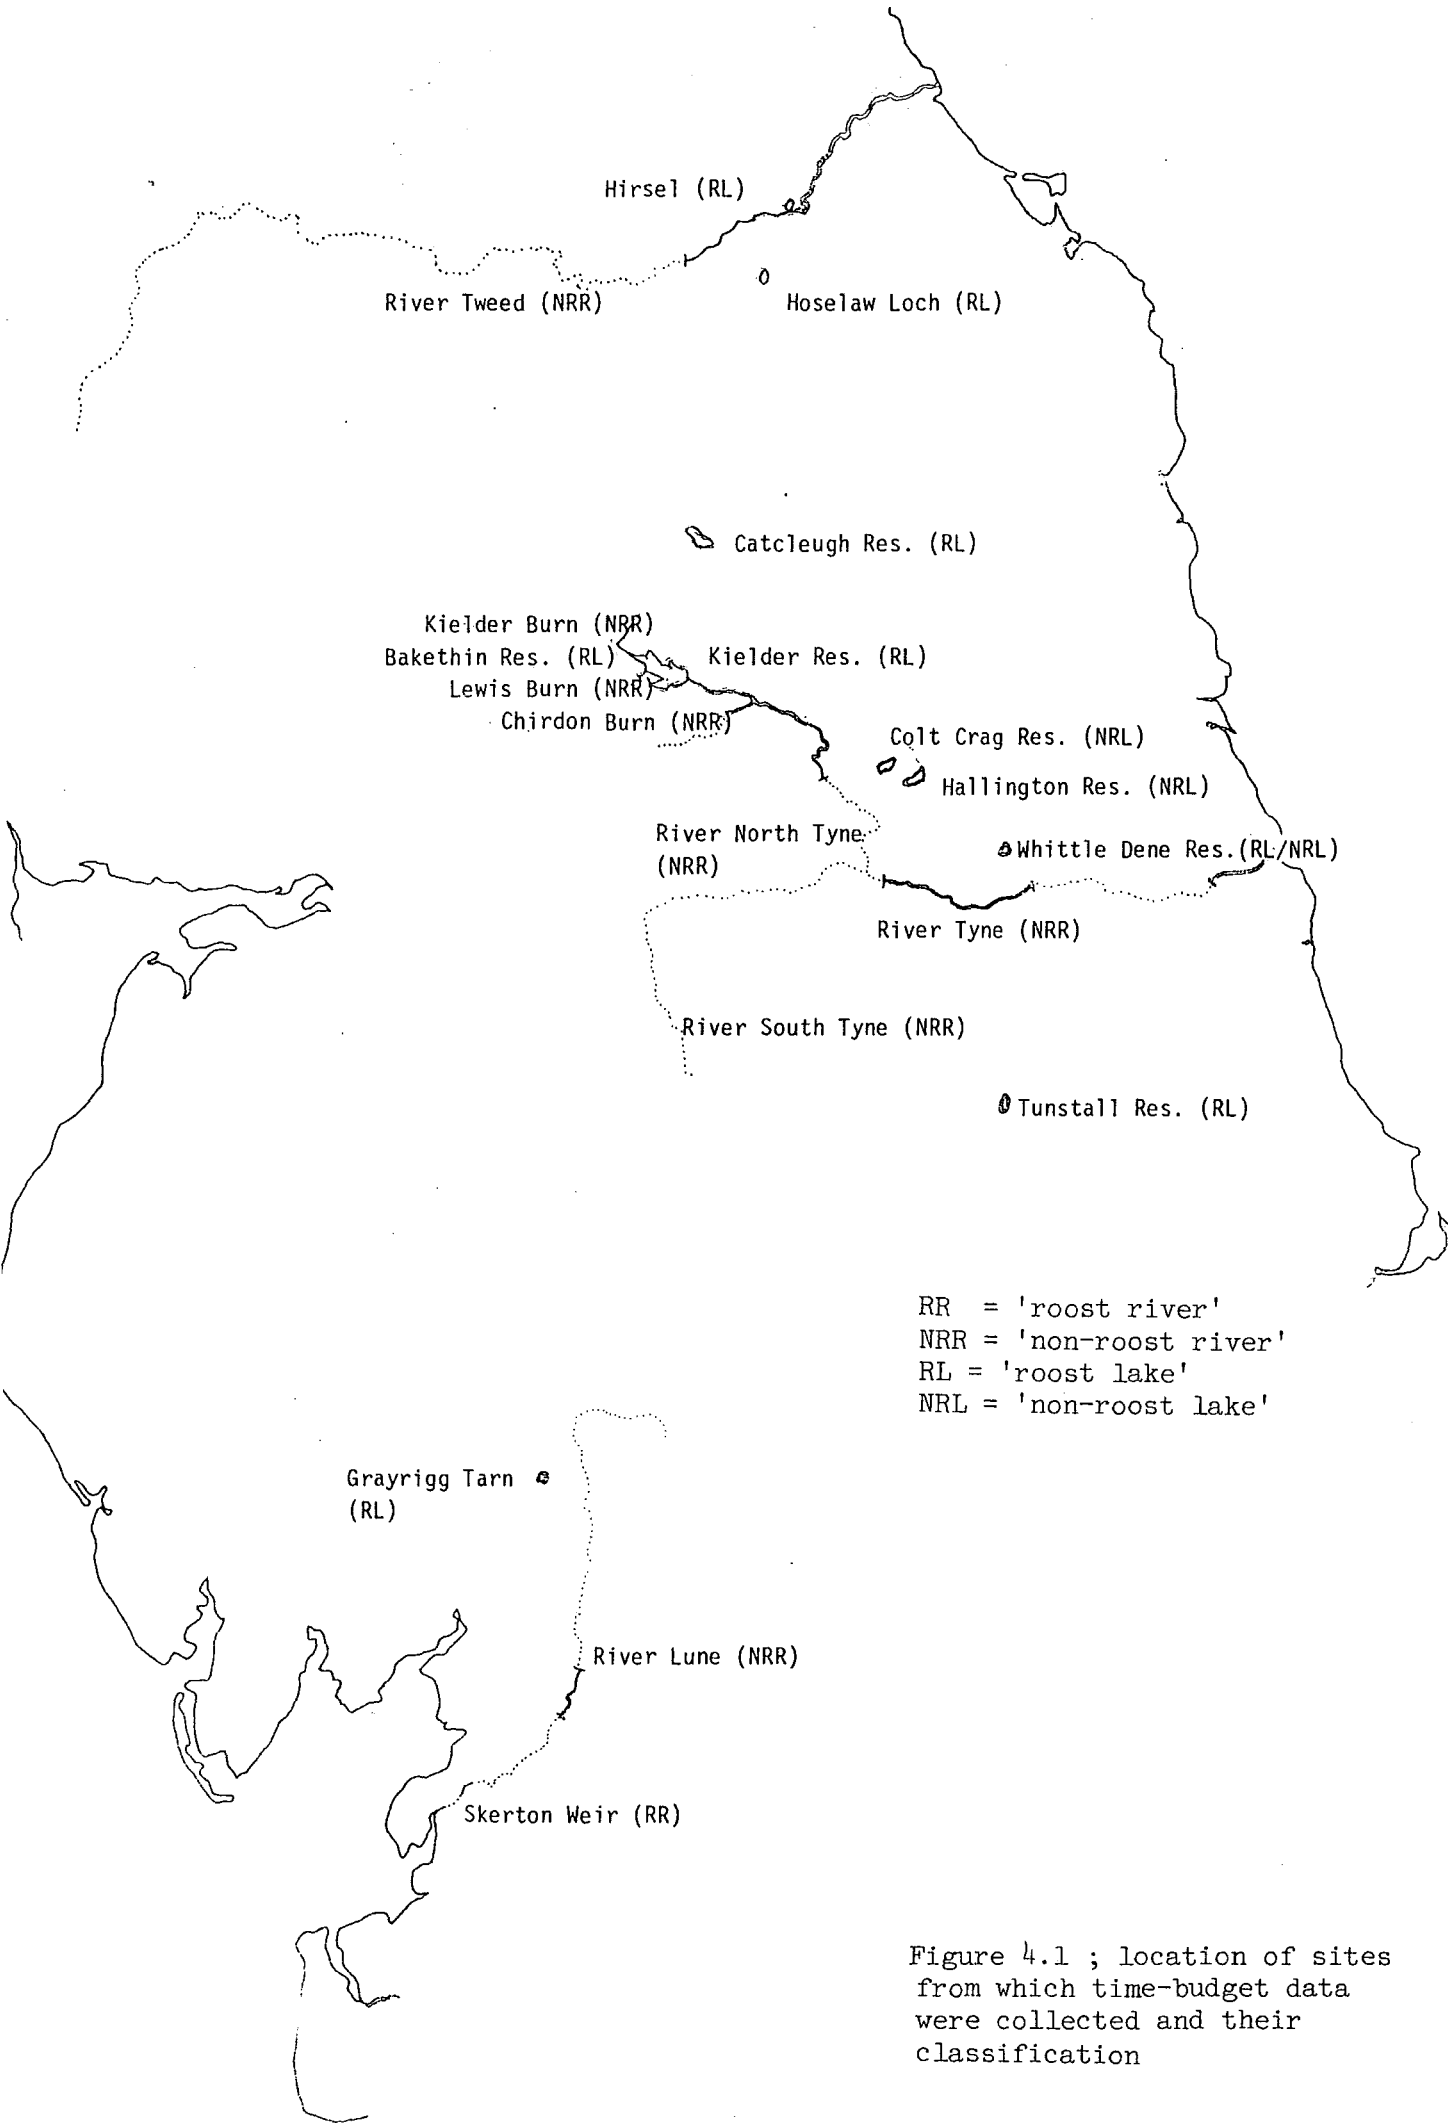 Hirsel (RL)
River Tweed (NRR)
Hoselaw Loch (RL)
Catcleugh Res. (RL)
Kielder Burn (NRR)
Bakethin Res. (RL)
Kielder Res. (RL)
Lewis Burn (NRR)
Chirdon Burn (NRR)
Colt Crag Res. (NRL)
Hallington Res. (NRL)
River North Tyne
(NRR)
Whittle Dene Res.(RL/NRL)
River Tyne (NRR)
River South Tyne (NRR)
Tunstall Res. (RL)
RR = 'roost river'
NRR = 'non-roost river'
RL = 'roost lake'
NRL = 'non-roost lake'
Grayrigg Tarn
(RL)
River Lune (NRR)
Skerton Weir (RR)
Figure 4.1 ; location of sites
from which time-budget data
were collected and their
classification